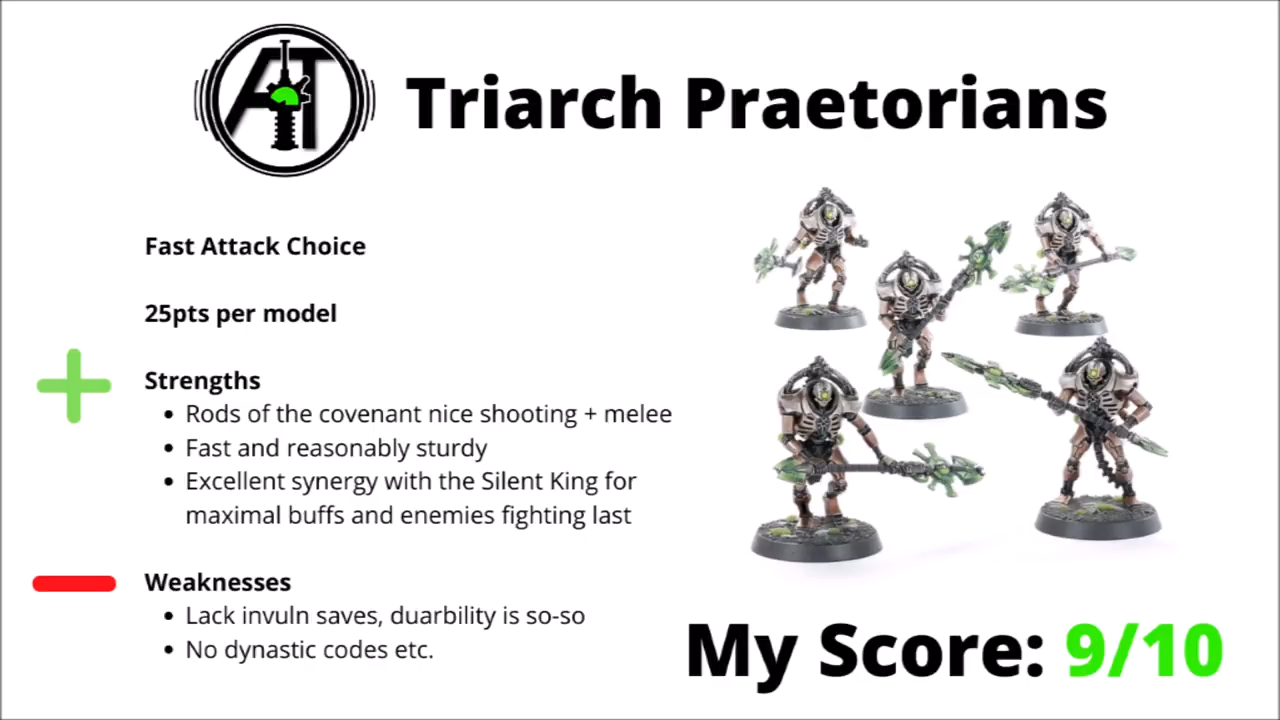 AT
Triarch Praetorians
Fast Attack Choice
25pts per model
Strengths
• Rods of the covenant nice shooting + melee
• Fast and reasonably sturdy
• Excellent synergy with the Silent King for
maximal buffs and enemies fighting last
Weaknesses
• Lack invuln saves, duarbility is so-so
• No dynastic codes etc.
My Score: 9/10